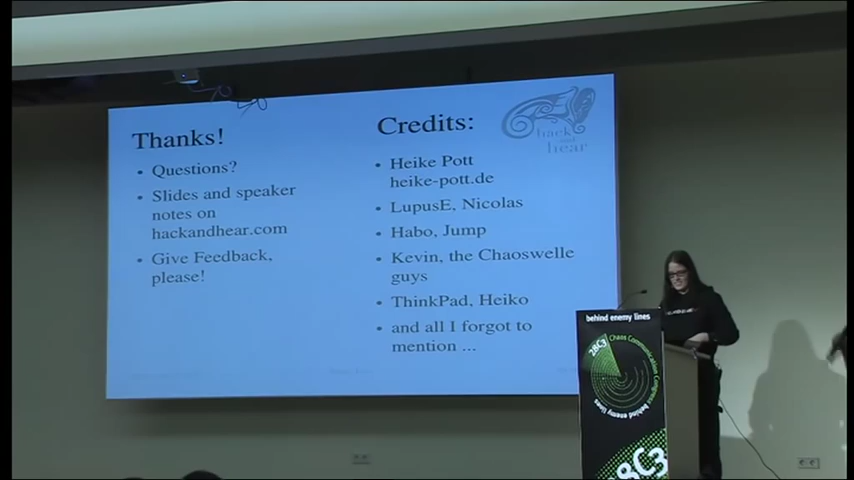 Thanks!
• Questions?
• Slides and speaker
notes on
hackandhear.com
• Give Feedback,
please!
Credits:
• Heike Pott
heike-pott.de
• LupusE, Nicolas
• Habo, Jump
• Kevin, the Chaoswelle
guys
• ThinkPad, Heiko
• and all I forgot to
mention ...
hack
and
hear
behind enemy lines
28C3
Chaos Communication Congress
behind enemy lines
28C3